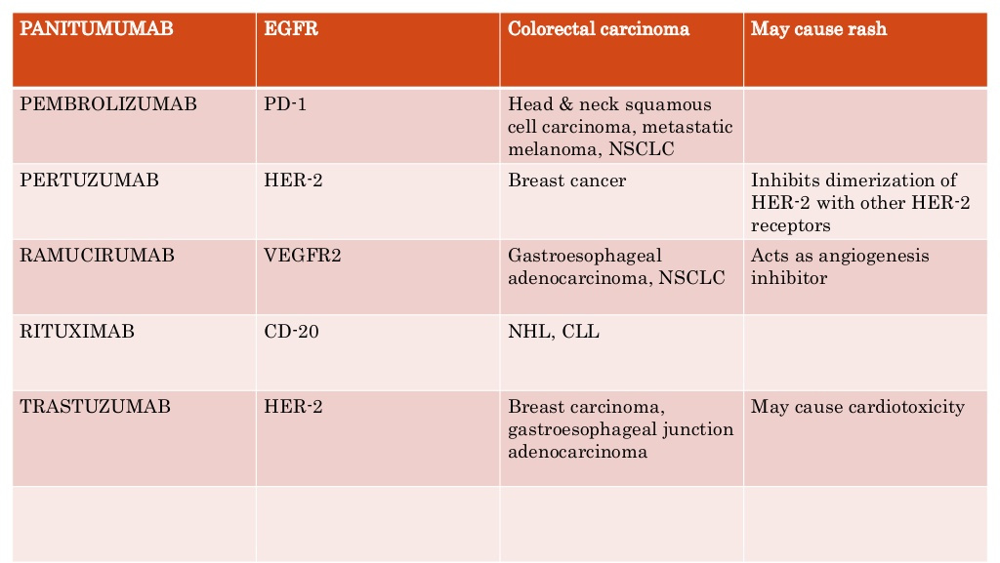 PANITUMUMAB
EGFR
Colorectal carcinoma
May cause rash
PEMBROLIZUMAB
PD-1
Head & neck squamous
cell carcinoma, metastatic
melanoma, NSCLC
PERTUZUMAB
HER-2
Breast cancer
Inhibits dimerization of
HER-2 with other HER-2
receptors
RAMUCIRUMAB
VEGFR2
Gastroesophageal
adenocarcinoma, NSCLC
Acts as angiogenesis
inhibitor
RITUXIMAB
CD-20
NHL, CLL
TRASTUZUMAB
HER-2
Breast carcinoma,
gastroesophageal junction
adenocarcinoma
May cause cardiotoxicity